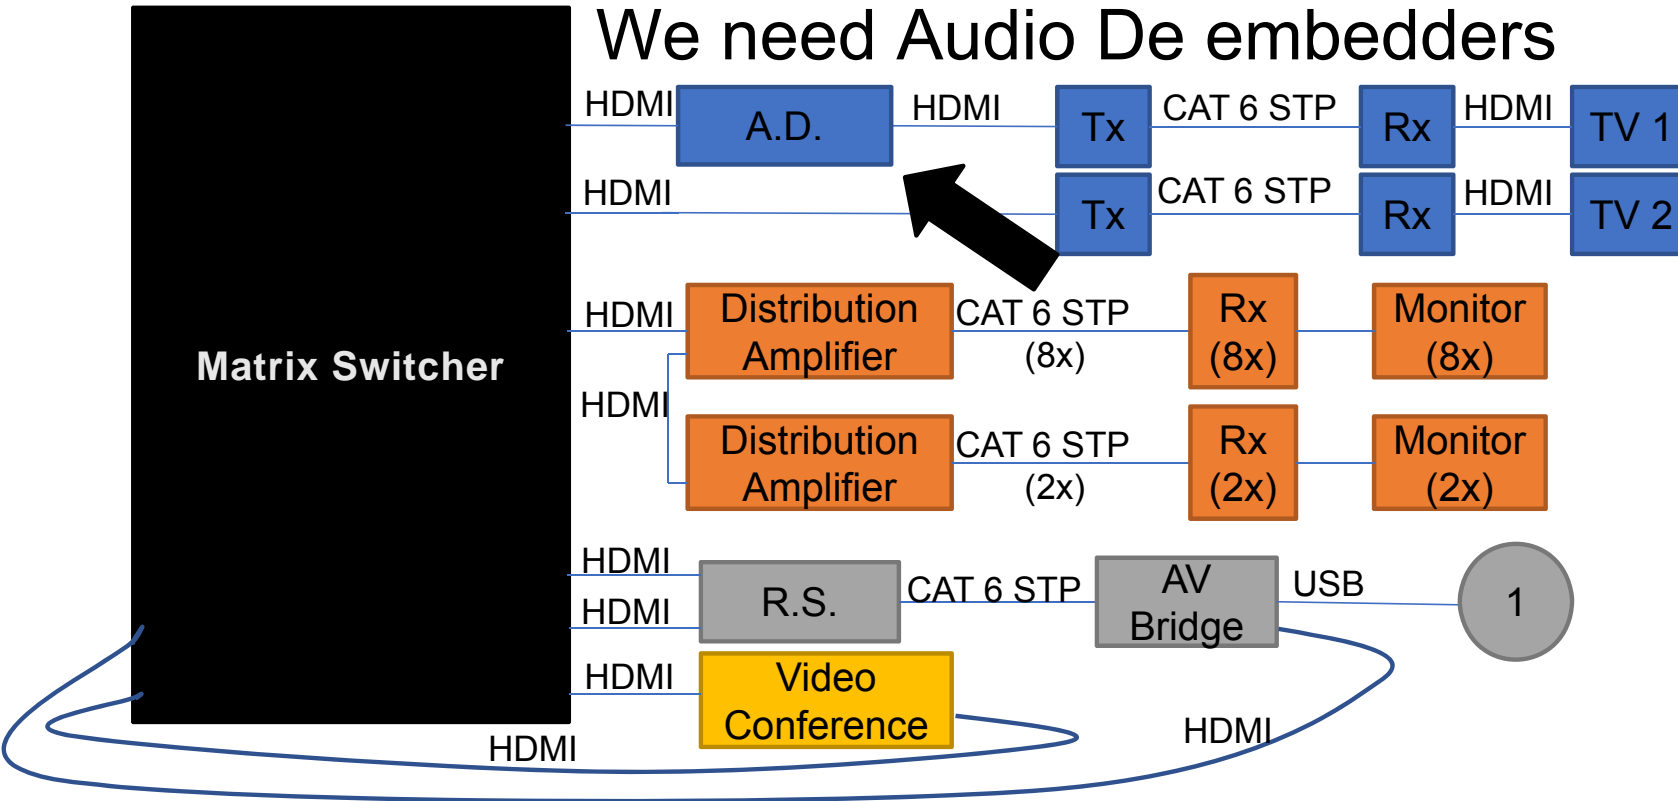 We need Audio De embedders
HDMI
A.D.
HDMI
Tx
CAT 6 STP
Rx
HDMI
TV 1
HDMI
Tx
CAT 6 STP
Rx
HDMI
TV 2
Matrix Switcher
HDMI
Distribution
Amplifier
CAT 6 STP
(8x)
Rx
(8x)
Monitor
(8x)
HDMI
Distribution
Amplifier
CAT 6 STP
(2x)
Rx
(2x)
Monitor
(2x)
HDMI
HDMI
R.S.
CAT 6 STP
AV
Bridge
USB
1
HDMI
Video
Conference
HDMI
HDMI